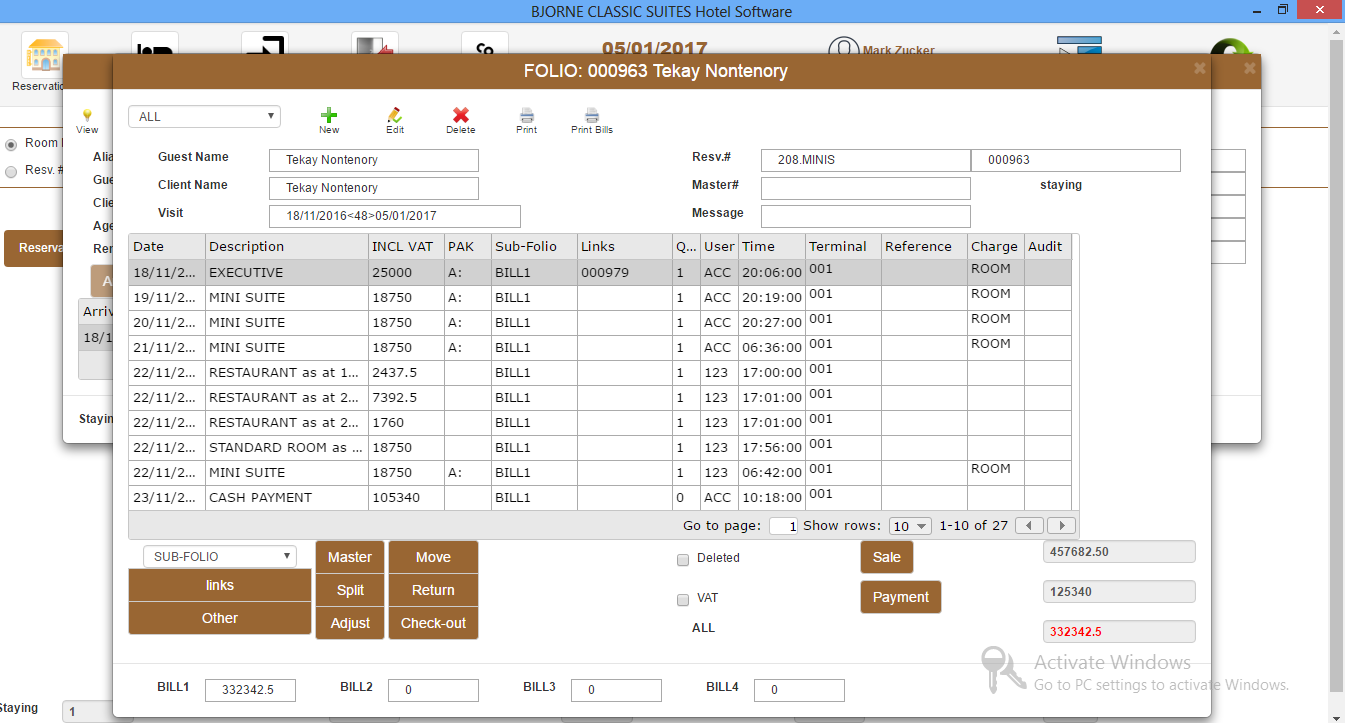 BJORNE CLASSIC SUITES Hotel Software
05/01/2017
Mark Zucker
Reservatio
FOLIO: 000963 Tekay Nontenory
View
ALL
New
Edit
Delete
Print
Print Bills
Room
Resv. #
Alia
Gue
Clie
Age
Rer
Reserva
A
Arriv
18/1
Stayin
Guest Name Tekay Nontenory Resv.# 208.MINIS 000963
Client Name Tekay Nontenory Master# staying
Visit 18/11/2016<48>05/01/2017 Message
Date Description INCL VAT PAK Sub-Folio Links Q... User Time Terminal Reference Charge Audit
18/11/2... EXECUTIVE 25000 A: BILL1 000979 1 ACC 20:06:00 001 ROOM
19/11/2... MINI SUITE 18750 A: BILL1 1 ACC 20:19:00 001 ROOM
20/11/2... MINI SUITE 18750 A: BILL1 1 ACC 20:27:00 001 ROOM
21/11/2... MINI SUITE 18750 A: BILL1 1 ACC 06:36:00 001 ROOM
22/11/2... RESTAURANT as at 1... 2437.5 BILL1 1 123 17:00:00 001
22/11/2... RESTAURANT as at 2... 7392.5 BILL1 1 123 17:01:00 001
22/11/2... RESTAURANT as at 2... 1760 BILL1 1 123 17:01:00 001
22/11/2... STANDARD ROOM as ... 18750 BILL1 1 123 17:56:00 001
22/11/2... MINI SUITE 18750 A: BILL1 1 123 06:42:00 001 ROOM
23/11/2... CASH PAYMENT 105340 BILL1 0 ACC 10:18:00 001
Go to page: 1 Show rows: 10 1-10 of 27
SUB-FOLIO Master Move Deleted Sale 457682.50
links Split Return VAT Payment 125340
Other Adjust Check-out ALL 332342.5
Activate Windows
Go to PC settings to activate Windows.
BILL1 332342.5 BILL2 0 BILL3 0 BILL4 0
Staying 1